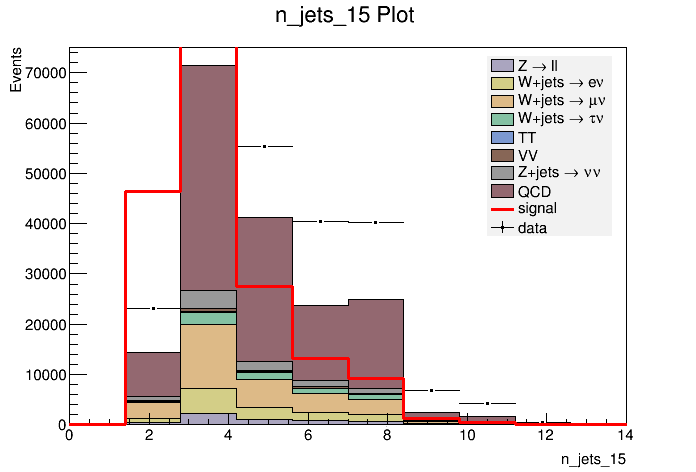 n_jets_15 Plot
Events
70000
60000
50000
40000
30000
20000
10000
0
0 2 4 6 8 10 12 14
n_jets_15
Z → ll
W+jets → eν
W+jets → μν
W+jets → τν
TT
VV
Z+jets → νν
QCD
signal
data